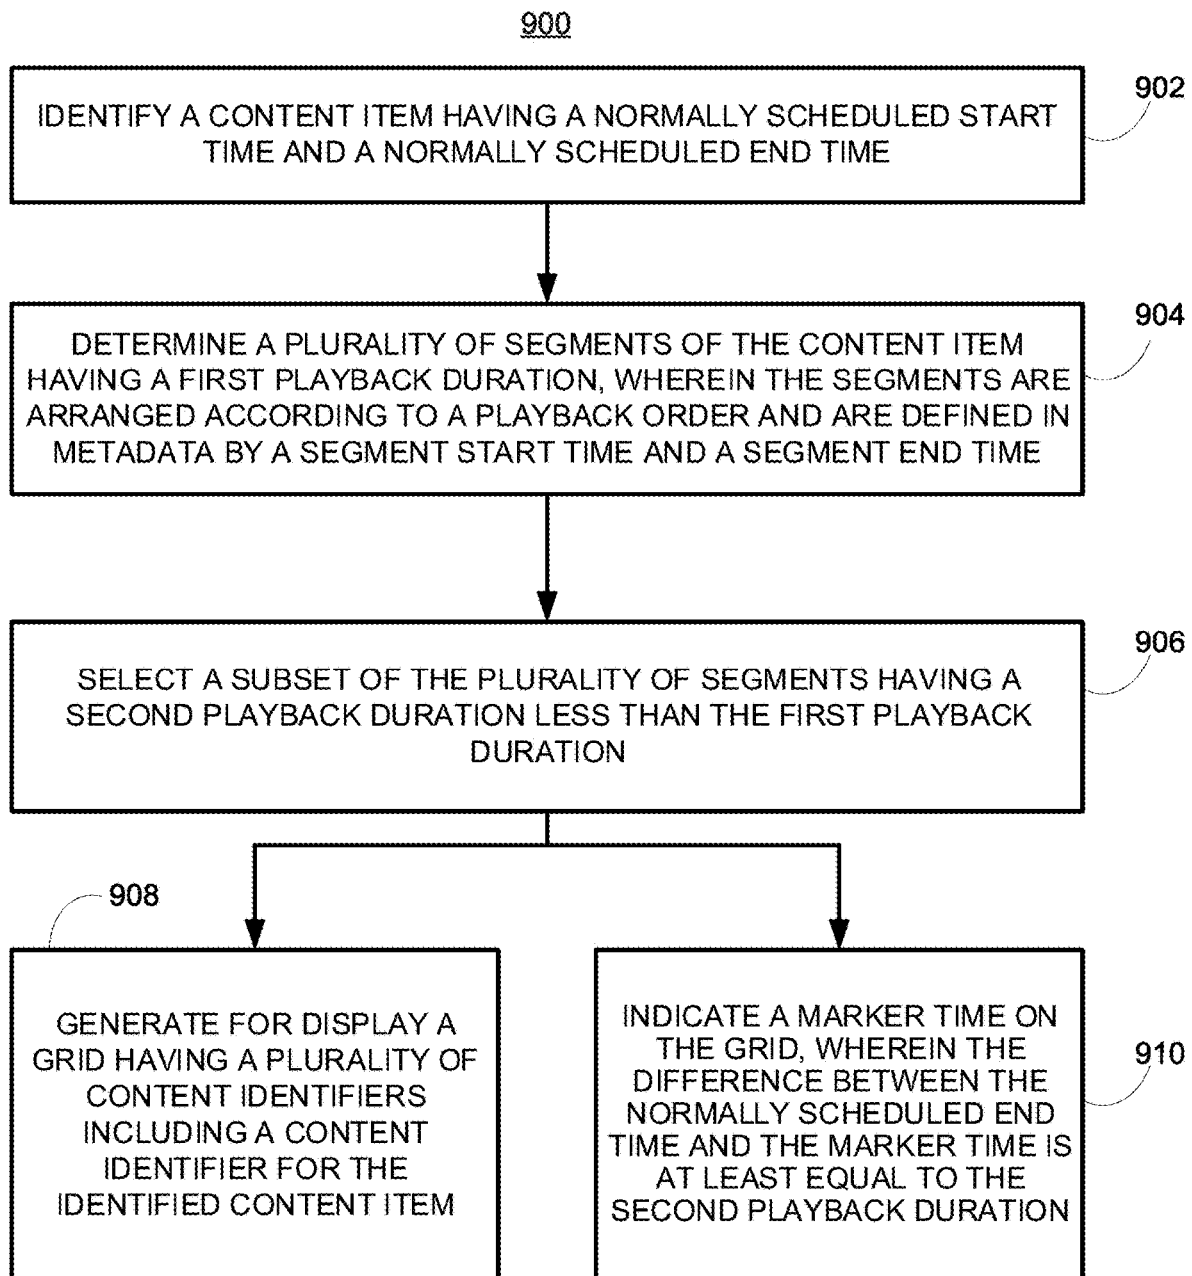 900
902
IDENTIFY A CONTENT ITEM HAVING A NORMALLY SCHEDULED START
TIME AND A NORMALLY SCHEDULED END TIME
904
DETERMINE A PLURALITY OF SEGMENTS OF THE CONTENT ITEM
HAVING A FIRST PLAYBACK DURATION, WHEREIN THE SEGMENTS ARE
ARRANGED ACCORDING TO A PLAYBACK ORDER AND ARE DEFINED IN
METADATA BY A SEGMENT START TIME AND A SEGMENT END TIME
906
SELECT A SUBSET OF THE PLURALITY OF SEGMENTS HAVING A
SECOND PLAYBACK DURATION LESS THAN THE FIRST PLAYBACK
DURATION
908
GENERATE FOR DISPLAY A
GRID HAVING A PLURALITY OF
CONTENT IDENTIFIERS
INCLUDING A CONTENT
IDENTIFIER FOR THE
IDENTIFIED CONTENT ITEM
910
INDICATE A MARKER TIME ON
THE GRID, WHEREIN THE
DIFFERENCE BETWEEN THE
NORMALLY SCHEDULED END
TIME AND THE MARKER TIME IS
AT LEAST EQUAL TO THE
SECOND PLAYBACK DURATION